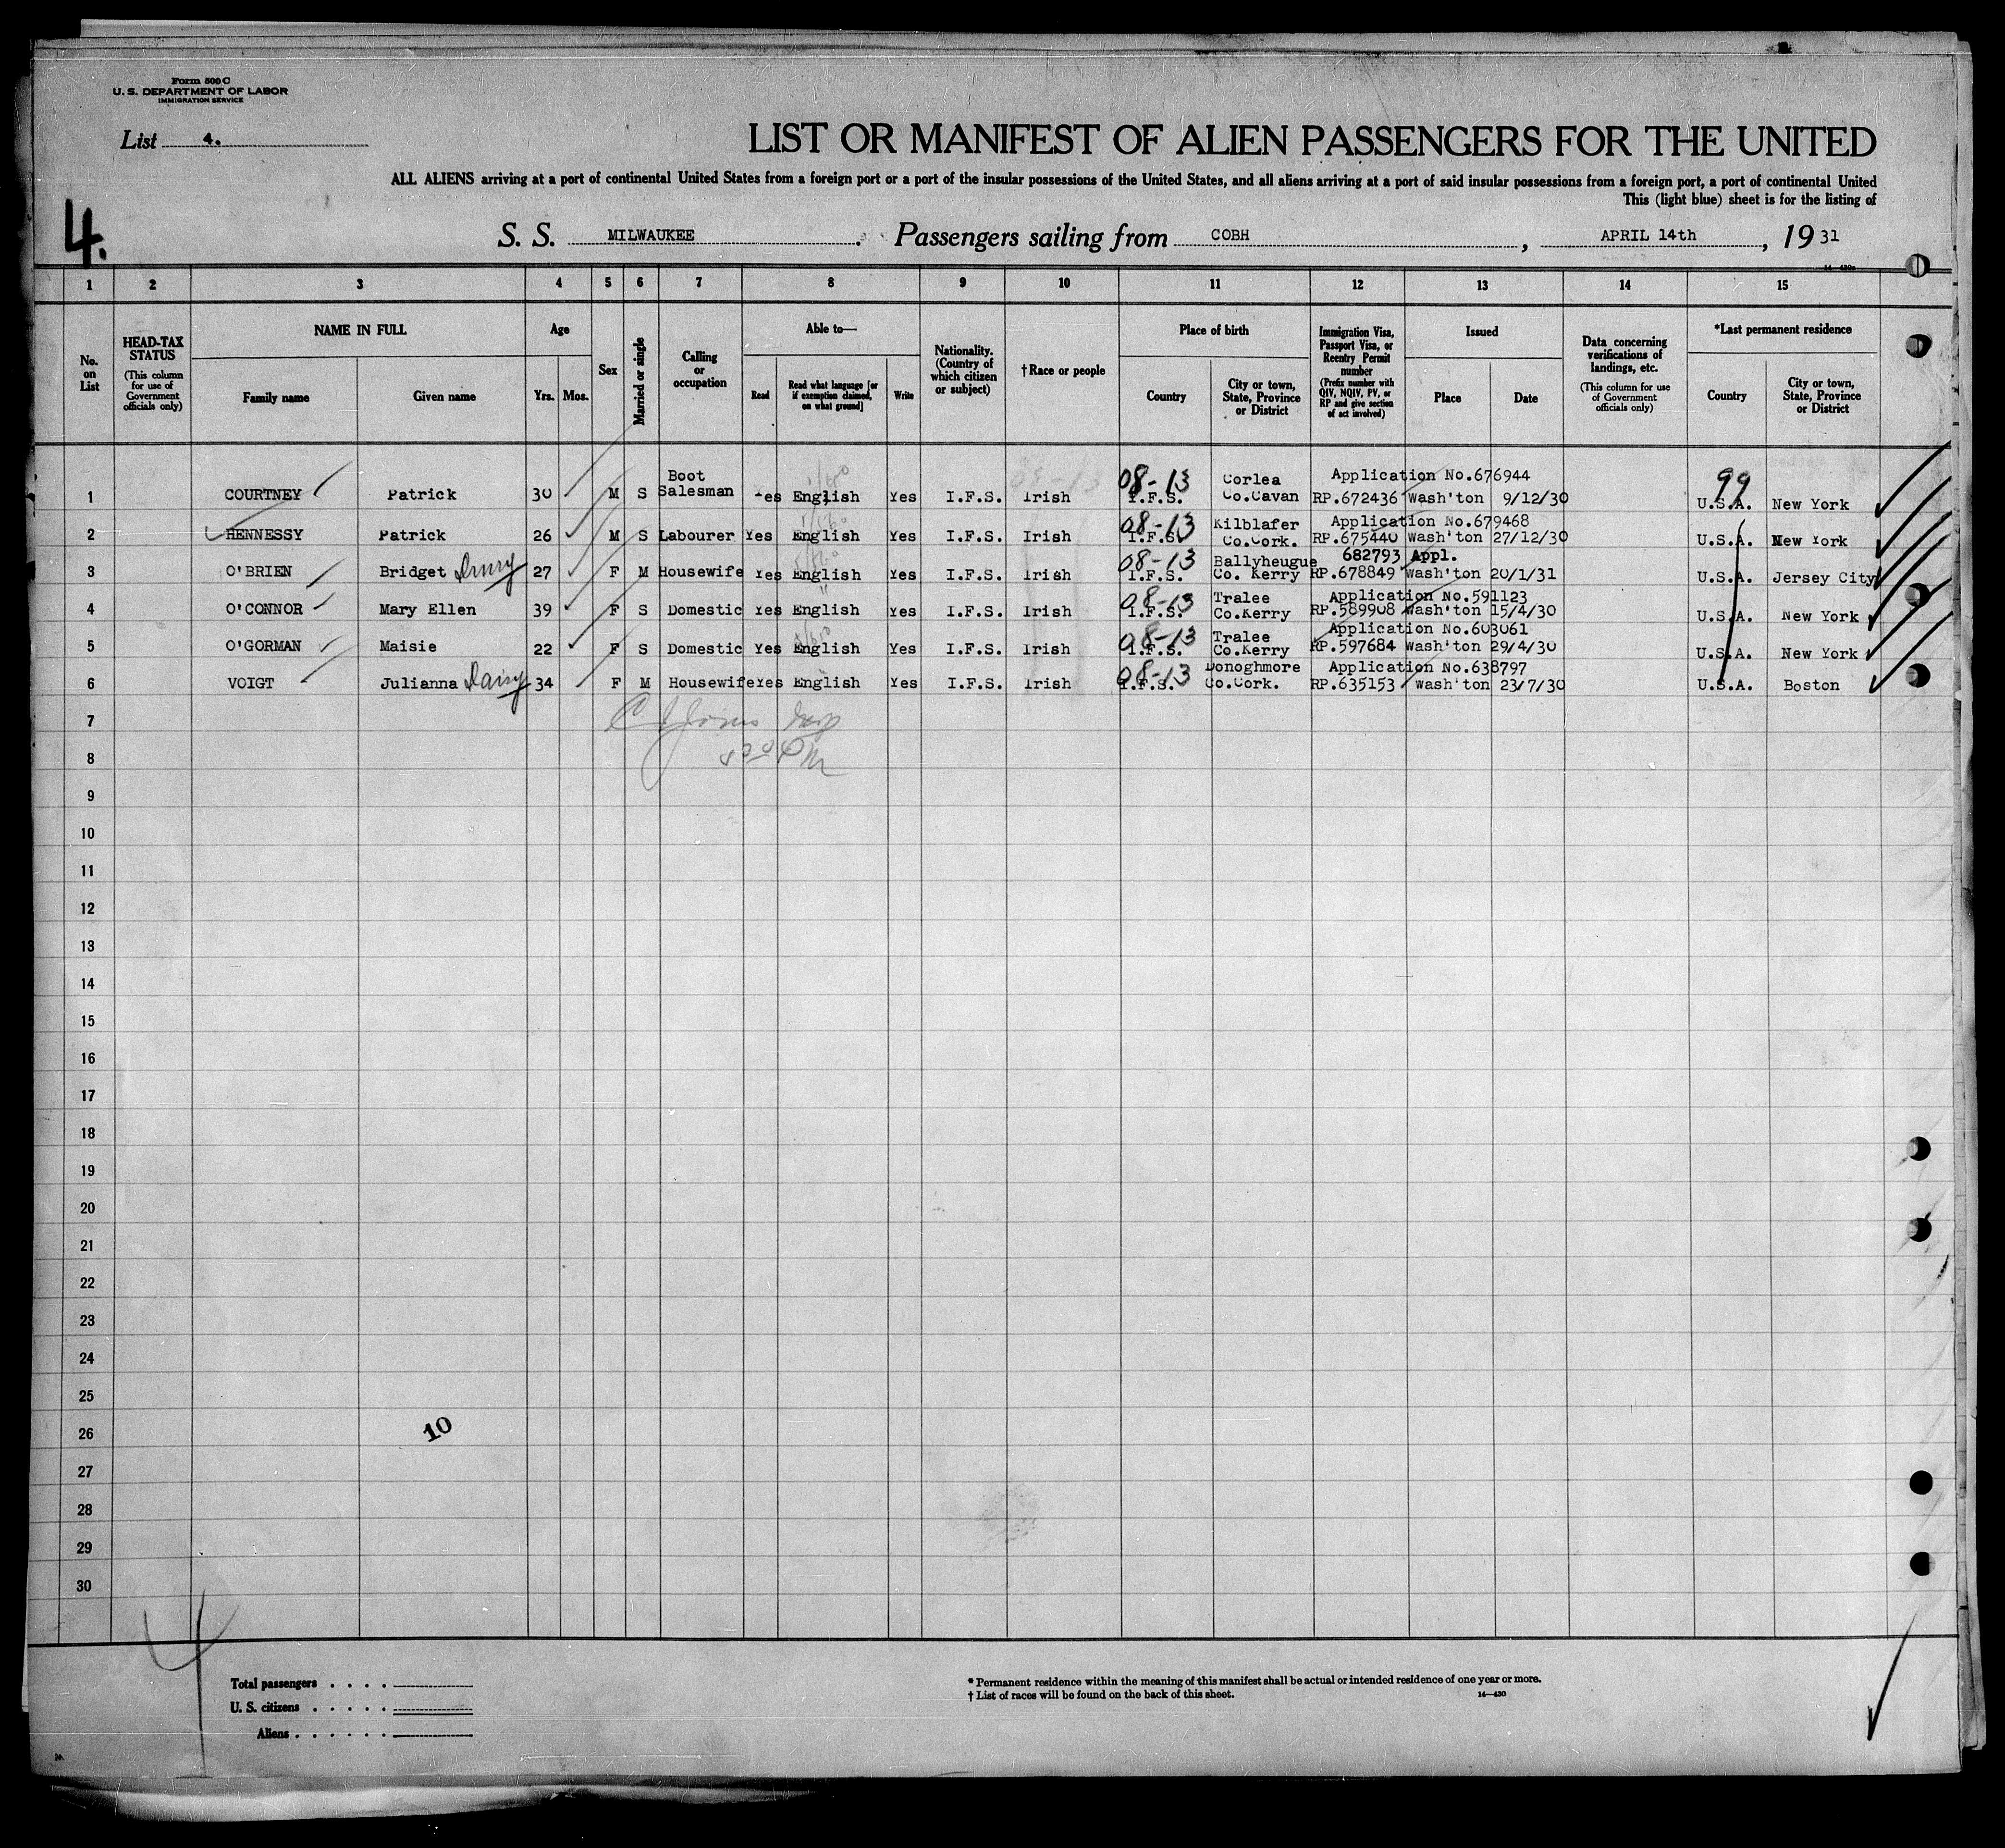 Form 500 C
U. S. DEPARTMENT OF LABOR
IMMIGRATION SERVICE
List 4.
LIST OR MANIFEST OF ALIEN PASSENGERS FOR THE UNITED
ALL ALIENS arriving at a port of continental United States from a foreign port or a port of the insular possessions of the United States, and all aliens arriving at a port of said insular possessions from a foreign port, a port of continental United
This (light blue) sheet is for the listing of
4.
S. S. MILWAUKEE Passengers sailing from COBH, APRIL 14th, 19 31
1 2 3 4 5 6 7 8 9 10 11 12 13 14 15
No. on List
HEAD-TAX STATUS (This column for use of Government officials only)
NAME IN FULL
Family name Given name
Age
Yrs. Mos.
Sex
Married or single
Calling or occupation
Able to—
Read Read what language [or if exemption claimed, on what ground] Write
Nationality. (Country of which citizen or subject)
†Race or people
Place of birth
Country City or town, State, Province or District
Immigration Visa, Passport Visa, or Reentry Permit number (Prefix number with QIV, NQIV, PV, or RP and give section of act involved)
Issued
Place Date
Data concerning verifications of landings, etc. (This column for use of Government officials only)
*Last permanent residence
Country City or town, State, Province or District
1 COURTNEY Patrick 30 M S Boot Salesman Yes English Yes I.F.S. Irish 08-13 I.F.S. Corlea Co.Cavan Application No.676944 RP.672436 Wash'ton 9/12/30 99 U.S.A. New York
2 HENNESSY Patrick 26 M S Labourer Yes English Yes I.F.S. Irish 08-13 I.F.S. Kilblafer Co.Cork. Application No.679468 RP.675440 Wash'ton 27/12/30 U.S.A. New York
3 O'BRIEN Bridget Drury 27 F M Housewife Yes English Yes I.F.S. Irish 08-13 I.F.S. Ballyheugue Co. Kerry 682793 Appl. RP.678849 Wash'ton 20/1/31 U.S.A. Jersey City
4 O'CONNOR Mary Ellen 39 F S Domestic Yes English Yes I.F.S. Irish 08-13 I.F.S. Tralee Co.Kerry Application No.591123 RP.589908 Wash'ton 15/4/30 U.S.A. New York
5 O'GORMAN Maisie 22 F S Domestic Yes English Yes I.F.S. Irish 08-13 I.F.S. Tralee Co.Kerry Application No.603061 RP.597684 Wash'ton 29/4/30 U.S.A. New York
6 VOIGT Julianna Daisy 34 F M Housewife Yes English Yes I.F.S. Irish 08-13 I.F.S. Donoghmore Co.Cork. Application No.638797 RP.635153 Wash'ton 23/7/30 U.S.A. Boston
7
8
9
10
11
12
13
14
15
16
17
18
19
20
21
22
23
24
25
26
10
27
28
29
30
Total passengers . . . .
U. S. citizens . . . . .
Aliens . . . . . .
* Permanent residence within the meaning of this manifest shall be actual or intended residence of one year or more.
† List of races will be found on the back of this sheet.
14—430